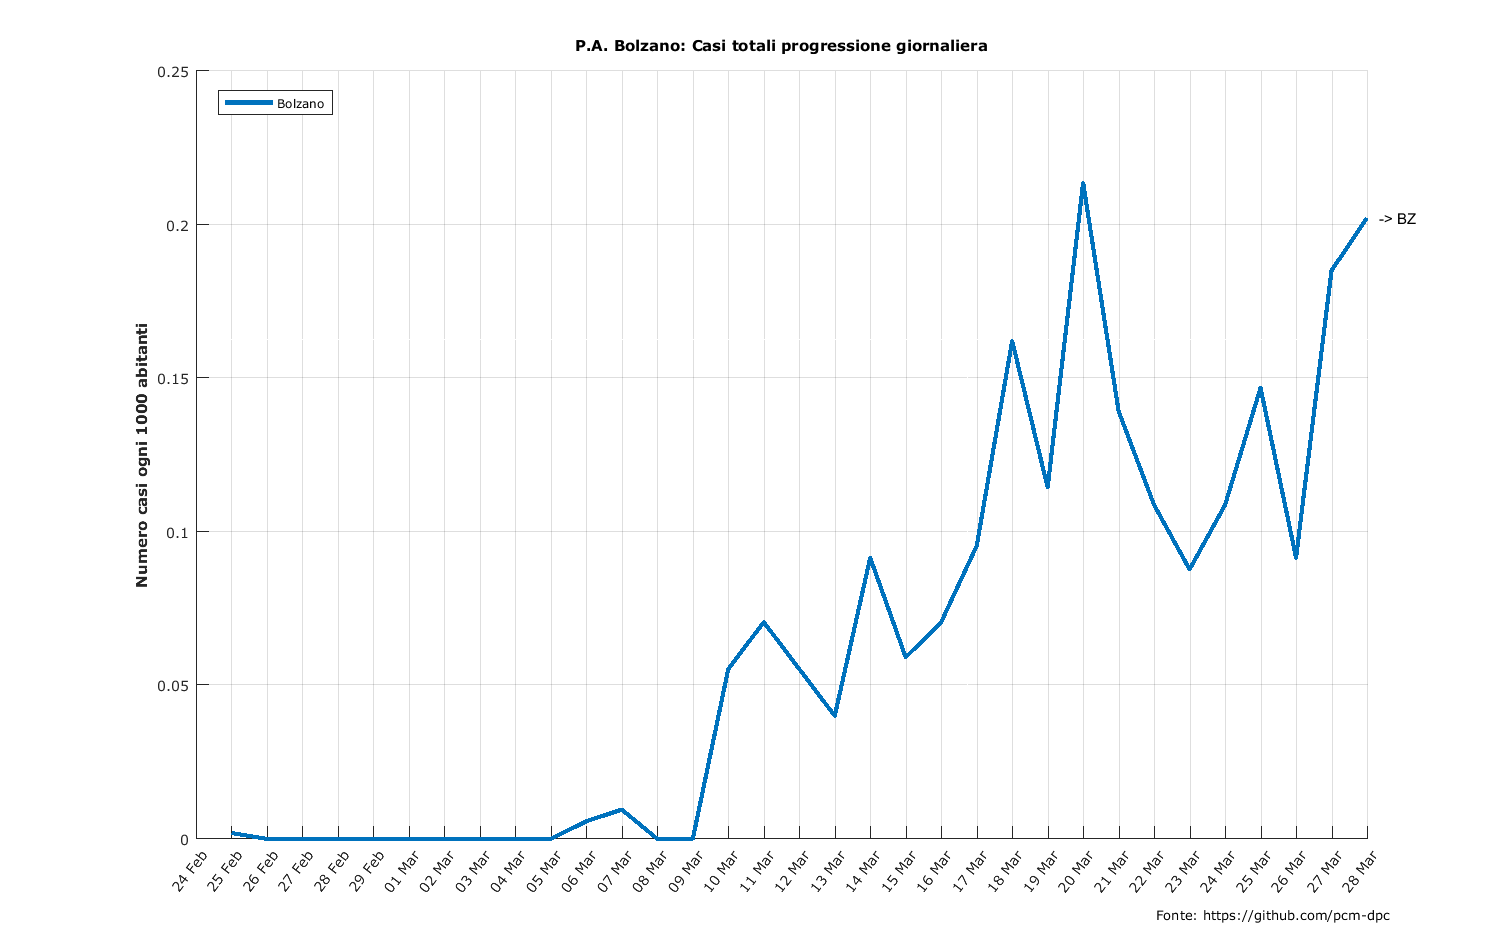 P.A. Bolzano: Casi totali progressione giornaliera
0.25
Bolzano
0.2
-> BZ
0.15
Numero casi ogni 1000 abitanti
0.1
0.05
0
24 Feb
25 Feb
26 Feb
27 Feb
28 Feb
29 Feb
01 Mar
02 Mar
03 Mar
04 Mar
05 Mar
06 Mar
07 Mar
08 Mar
09 Mar
10 Mar
11 Mar
12 Mar
13 Mar
14 Mar
15 Mar
16 Mar
17 Mar
18 Mar
19 Mar
20 Mar
21 Mar
22 Mar
23 Mar
24 Mar
25 Mar
26 Mar
27 Mar
28 Mar
Fonte: https://github.com/pcm-dpc